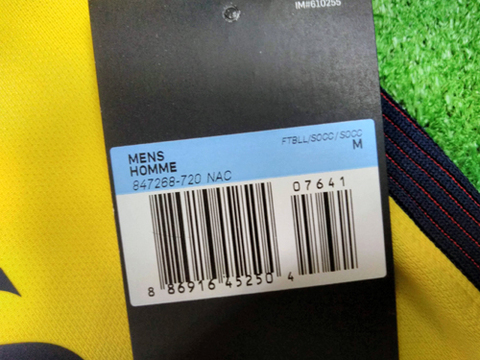 IM#610255
FTBLL/SOCC/SOCC
MENS
M
HOMME
847268-720 NAC
07641
8 86916 45250 4